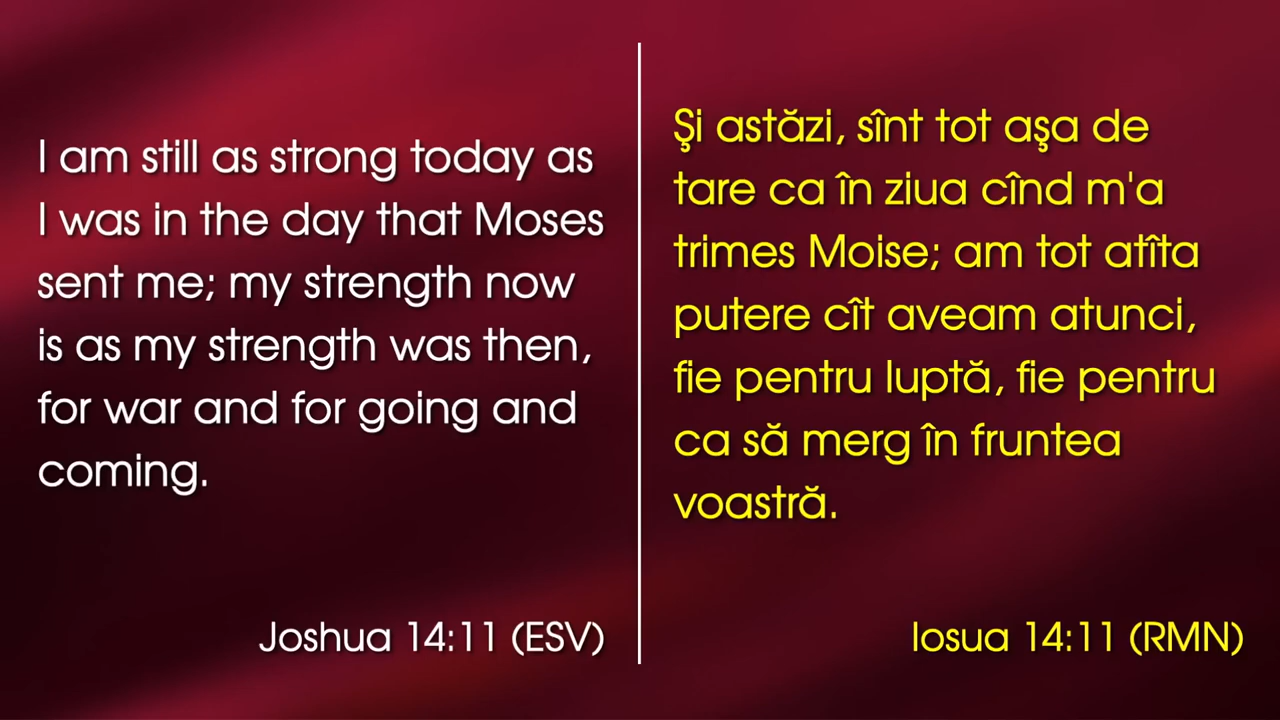 I am still as strong today as
I was in the day that Moses
sent me; my strength now
is as my strength was then,
for war and for going and
coming.
Joshua 14:11 (ESV)
Şi astăzi, sînt tot aşa de
tare ca în ziua cînd m'a
trimes Moise; am tot atîta
putere cît aveam atunci,
fie pentru luptă, fie pentru
ca să merg în fruntea
voastră.
Iosua 14:11 (RMN)